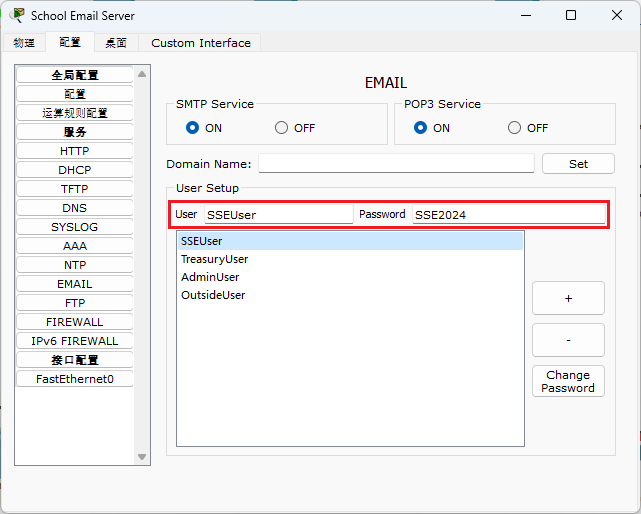 School Email Server
物理 配置 桌面 Custom Interface
全局配置
配置
运算规则配置
服务
HTTP
DHCP
TFTP
DNS
SYSLOG
AAA
NTP
EMAIL
FTP
FIREWALL
IPv6 FIREWALL
接口配置
FastEthernet0
EMAIL
SMTP Service
ON OFF
POP3 Service
ON OFF
Domain Name: Set
User Setup
User SSEUser Password SSE2024
SSEUser
TreasuryUser
AdminUser
OutsideUser
+
-
Change
Password